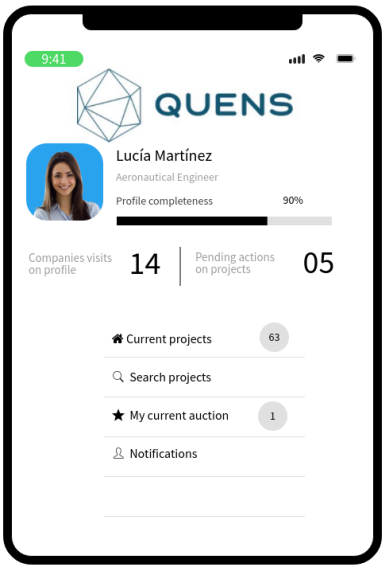 9:41
QUENS
Lucía Martínez
Aeronautical Engineer
Profile completeness 90%
Companies visits
on profile
14
Pending actions
on projects
05
Current projects 63
Search projects
My current auction 1
Notifications